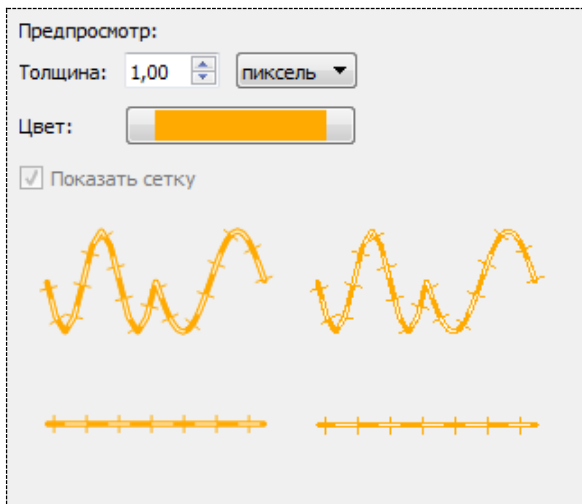 Предпросмотр:
Толщина: 1,00 пиксель
Цвет:
Показать сетку